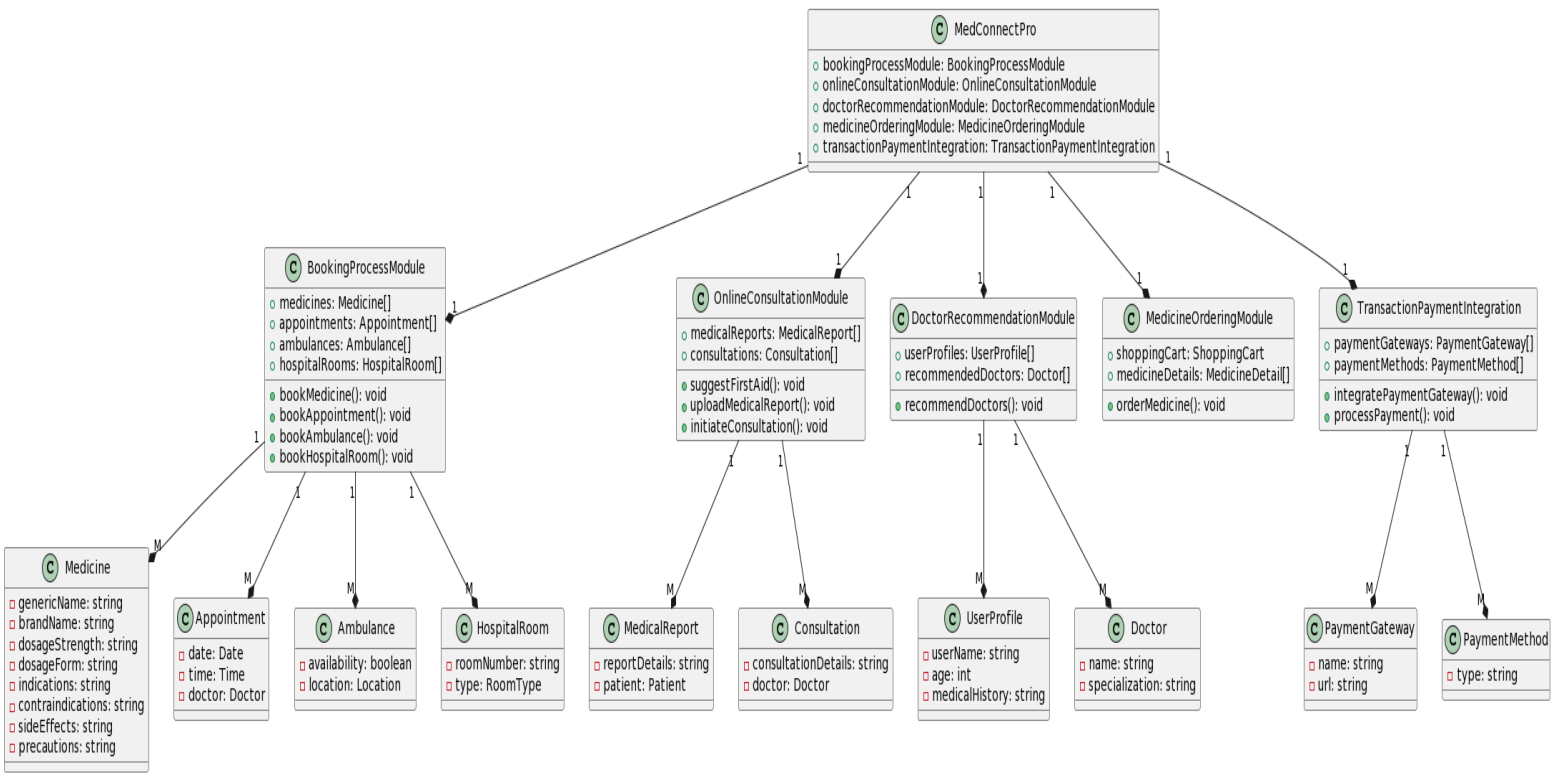 C MedConnectPro
bookingProcessModule: BookingProcessModule
onlineConsultationModule: OnlineConsultationModule
doctorRecommendationModule: DoctorRecommendationModule
medicineOrderingModule: MedicineOrderingModule
transactionPaymentIntegration: TransactionPaymentIntegration
1 1 1 1 1
1 1 1 1 1
C BookingProcessModule
medicines: Medicine[]
appointments: Appointment[]
ambulances: Ambulance[]
hospitalRooms: HospitalRoom[]
bookMedicine(): void
bookAppointment(): void
bookAmbulance(): void
bookHospitalRoom(): void
C OnlineConsultationModule
medicalReports: MedicalReport[]
consultations: Consultation[]
suggestFirstAid(): void
uploadMedicalReport(): void
initiateConsultation(): void
C DoctorRecommendationModule
userProfiles: UserProfile[]
recommendedDoctors: Doctor[]
recommendDoctors(): void
C MedicineOrderingModule
shoppingCart: ShoppingCart
medicineDetails: MedicineDetail[]
orderMedicine(): void
C TransactionPaymentIntegration
paymentGateways: PaymentGateway[]
paymentMethods: PaymentMethod[]
integratePaymentGateway(): void
processPayment(): void
1 1 1 1 1 1 1 1 1 1
M M M M M M M M M M
C Medicine
genericName: string
brandName: string
dosageStrength: string
dosageForm: string
indications: string
contraindications: string
sideEffects: string
precautions: string
C Appointment
date: Date
time: Time
doctor: Doctor
C Ambulance
availability: boolean
location: Location
C HospitalRoom
roomNumber: string
type: RoomType
C MedicalReport
reportDetails: string
patient: Patient
C Consultation
consultationDetails: string
doctor: Doctor
C UserProfile
userName: string
age: int
medicalHistory: string
C Doctor
name: string
specialization: string
C PaymentGateway
name: string
url: string
C PaymentMethod
type: string